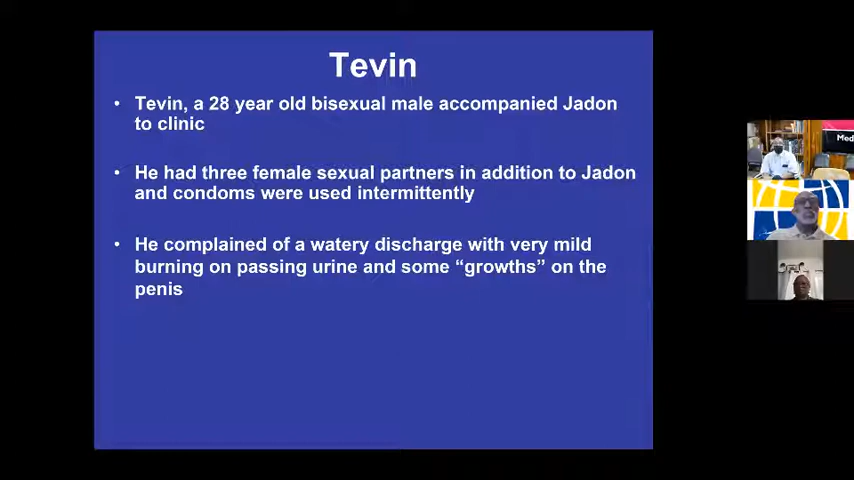 Tevin
• Tevin, a 28 year old bisexual male accompanied Jadon
to clinic
• He had three female sexual partners in addition to Jadon
and condoms were used intermittently
• He complained of a watery discharge with very mild
burning on passing urine and some “growths” on the
penis
Med